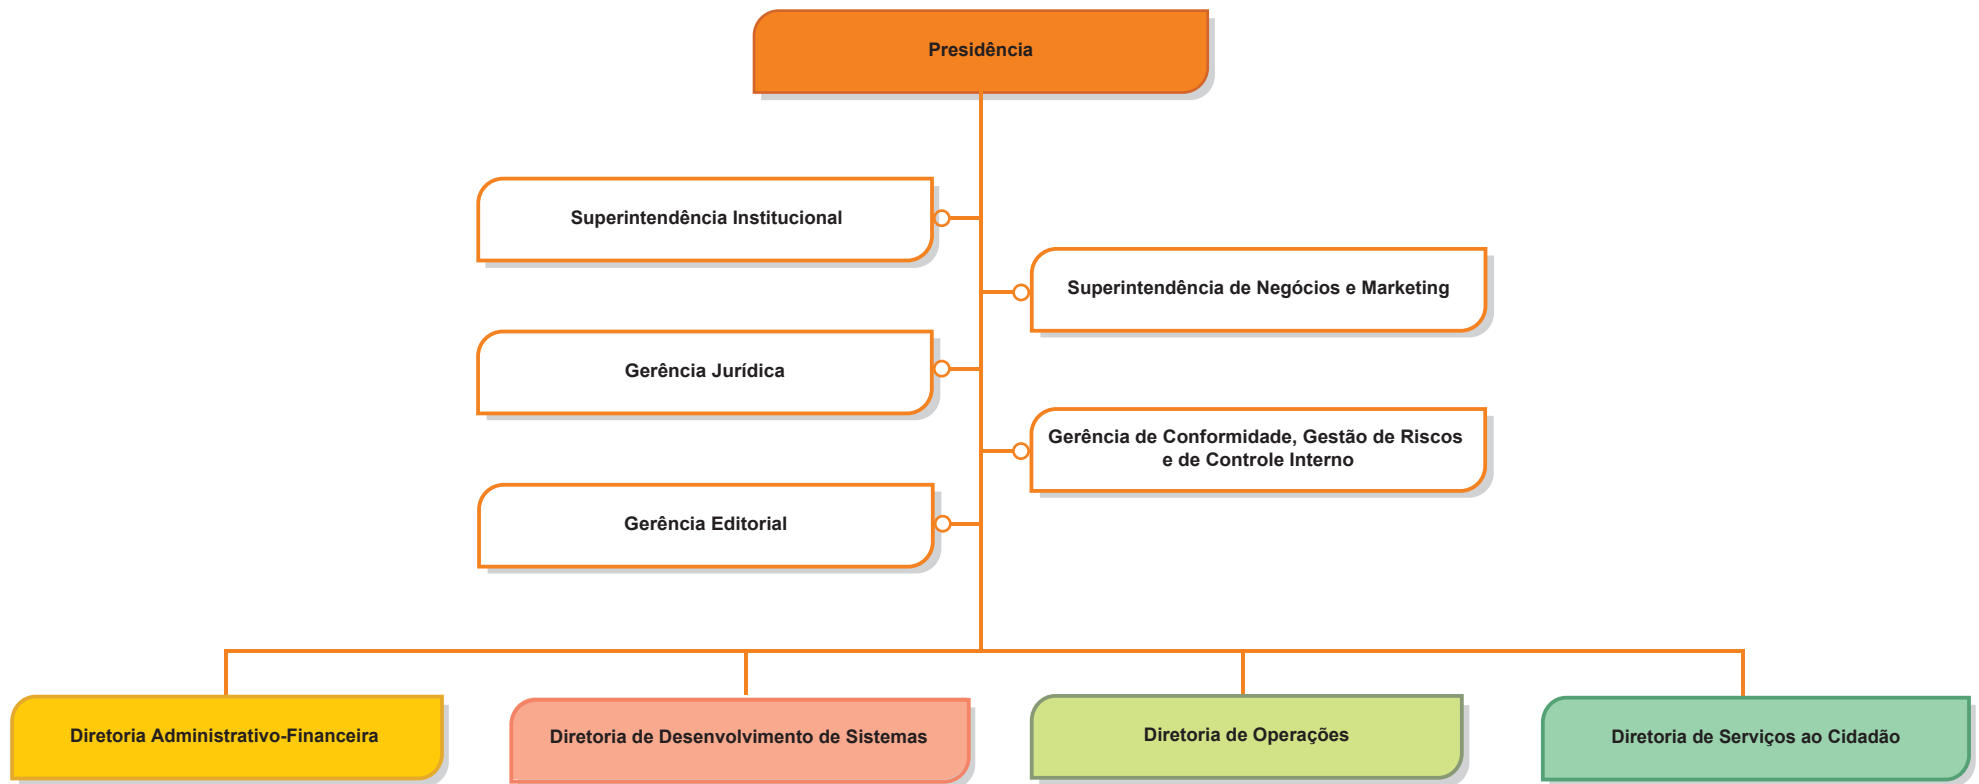 Presidência
Superintendência Institucional
Superintendência de Negócios e Marketing
Gerência Jurídica
Gerência de Conformidade, Gestão de Riscos
e de Controle Interno
Gerência Editorial
Diretoria Administrativo-Financeira
Diretoria de Desenvolvimento de Sistemas
Diretoria de Operações
Diretoria de Serviços ao Cidadão